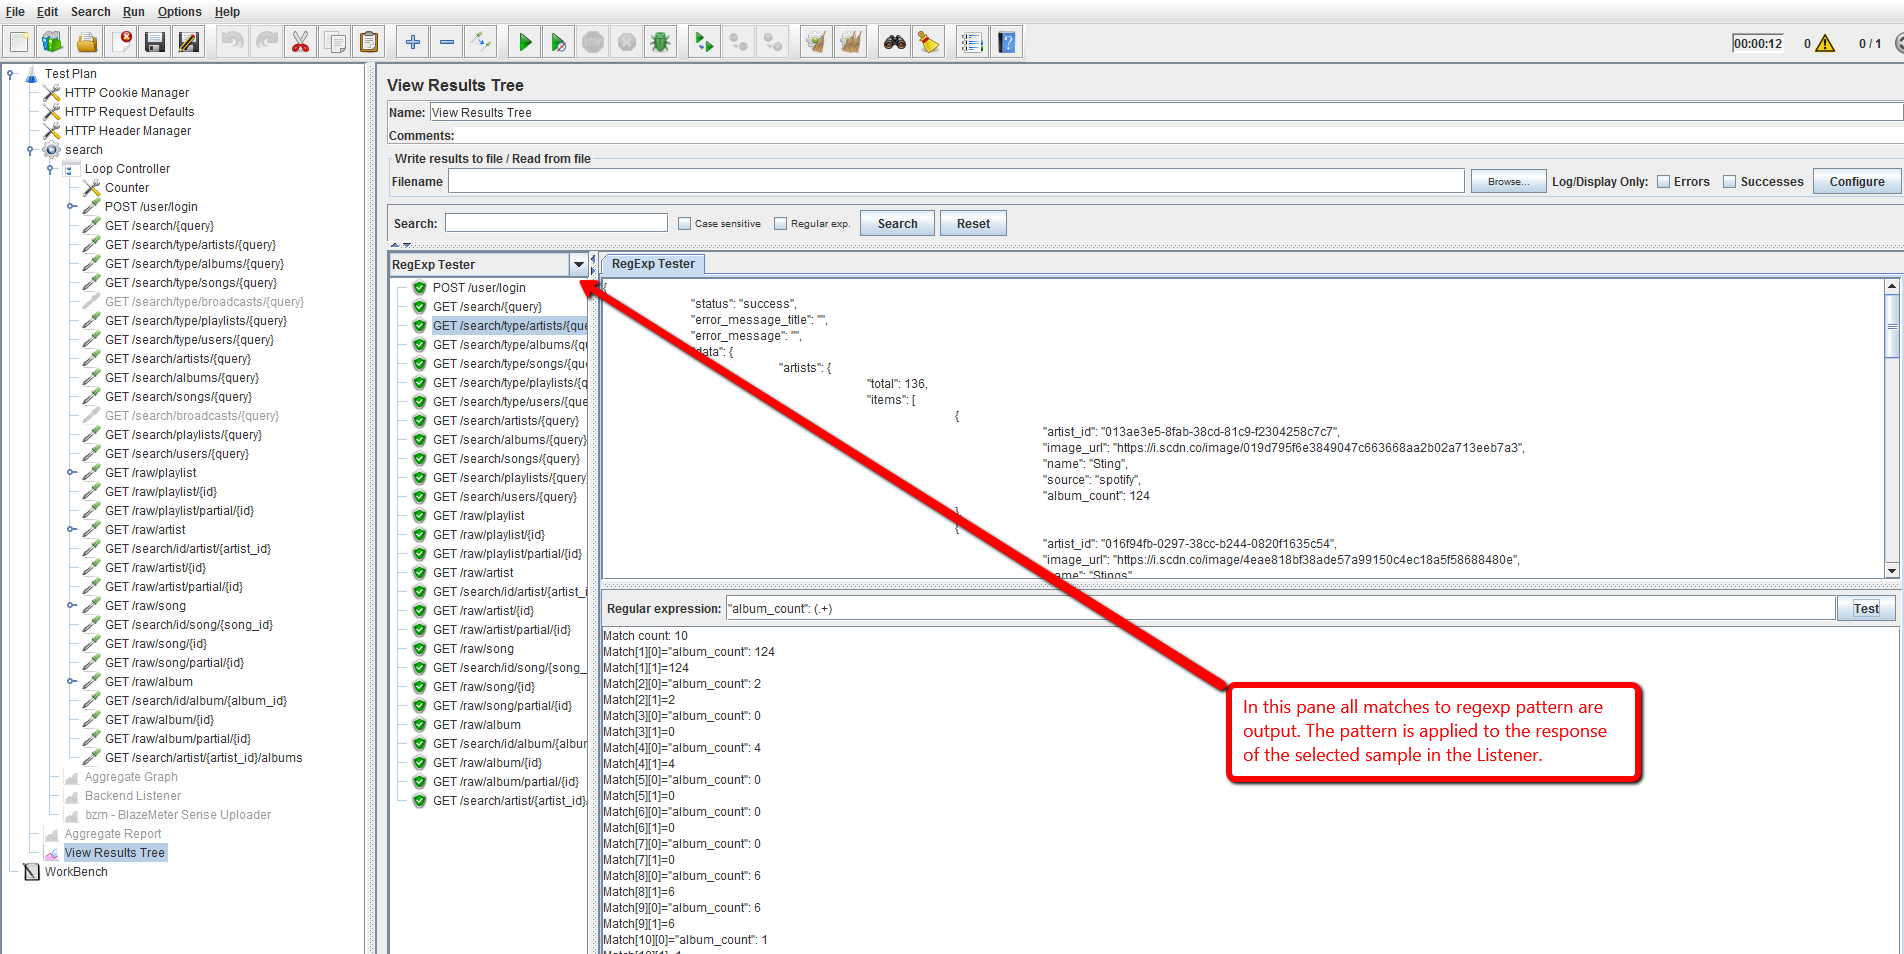 File Edit Search Run Options Help
00:00:12 0 0 / 1
Test Plan
HTTP Cookie Manager
HTTP Request Defaults
HTTP Header Manager
search
Loop Controller
Counter
POST /user/login
GET /search/{query}
GET /search/type/artists/{query}
GET /search/type/albums/{query}
GET /search/type/songs/{query}
GET /search/type/broadcasts/{query}
GET /search/type/playlists/{query}
GET /search/type/users/{query}
GET /search/artists/{query}
GET /search/albums/{query}
GET /search/songs/{query}
GET /search/broadcasts/{query}
GET /search/playlists/{query}
GET /search/users/{query}
GET /raw/playlist
GET /raw/playlist/{id}
GET /raw/playlist/partial/{id}
GET /raw/artist
GET /search/id/artist/{artist_id}
GET /raw/artist/{id}
GET /raw/artist/partial/{id}
GET /raw/song
GET /search/id/song/{song_id}
GET /raw/song/{id}
GET /raw/song/partial/{id}
GET /raw/album
GET /search/id/album/{album_id}
GET /raw/album/{id}
GET /raw/album/partial/{id}
GET /search/artist/{artist_id}/albums
Aggregate Graph
Backend Listener
bzm - BlazeMeter Sense Uploader
Aggregate Report
View Results Tree
WorkBench
View Results Tree
Name: View Results Tree
Comments:
Write results to file / Read from file
Filename Browse... Log/Display Only: Errors Successes Configure
Search: Case sensitive Regular exp. Search Reset
RegExp Tester
POST /user/login
GET /search/{query}
GET /search/type/artists/{que
GET /search/type/albums/{qu
GET /search/type/songs/{que
GET /search/type/playlists/{q
GET /search/type/users/{que
GET /search/artists/{query}
GET /search/albums/{query}
GET /search/songs/{query}
GET /search/playlists/{query}
GET /search/users/{query}
GET /raw/playlist
GET /raw/playlist/{id}
GET /raw/playlist/partial/{id}
GET /raw/artist
GET /search/id/artist/{artist_i
GET /raw/artist/{id}
GET /raw/artist/partial/{id}
GET /raw/song
GET /search/id/song/{song_
GET /raw/song/{id}
GET /raw/song/partial/{id}
GET /raw/album
GET /search/id/album/{albur
GET /raw/album/{id}
GET /raw/album/partial/{id}
GET /search/artist/{artist_id}
RegExp Tester
{
"status": "success",
"error_message_title": "",
"error_message": "",
"data": {
"artists": {
"total": 136,
"items": [
{
"artist_id": "013ae3e5-8fab-38cd-81c9-f2304258c7c7",
"image_url": "https://i.scdn.co/image/019d795f6e3849047c663668aa2b02a713eeb7a3",
"name": "Sting",
"source": "spotify",
"album_count": 124
},
{
"artist_id": "016f94fb-0297-38cc-b244-0820f1635c54",
"image_url": "https://i.scdn.co/image/4eae818bf38ade57a99150c4ec18a5f58688480e",
"name": "Stings"
Regular expression: "album_count": (.+) Test
Match count: 10
Match[1][0]="album_count": 124
Match[1][1]=124
Match[2][0]="album_count": 2
Match[2][1]=2
Match[3][0]="album_count": 0
Match[3][1]=0
Match[4][0]="album_count": 4
Match[4][1]=4
Match[5][0]="album_count": 0
Match[5][1]=0
Match[6][0]="album_count": 0
Match[6][1]=0
Match[7][0]="album_count": 0
Match[7][1]=0
Match[8][0]="album_count": 6
Match[8][1]=6
Match[9][0]="album_count": 6
Match[9][1]=6
Match[10][0]="album_count": 1
In this pane all matches to regexp pattern are
output. The pattern is applied to the response
of the selected sample in the Listener.